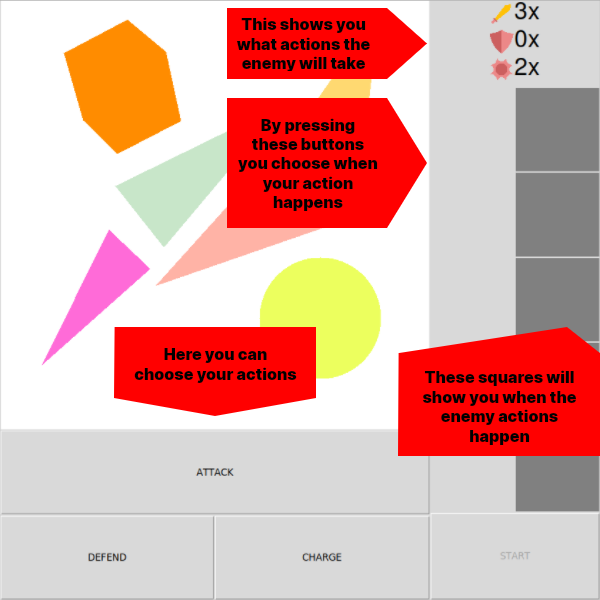 This shows you
what actions the
enemy will take
3x
0x
2x
By pressing
these buttons
you choose when
your action
happens
Here you can
choose your actions
These squares will
show you when the
enemy actions
happen
ATTACK
DEFEND
CHARGE
START